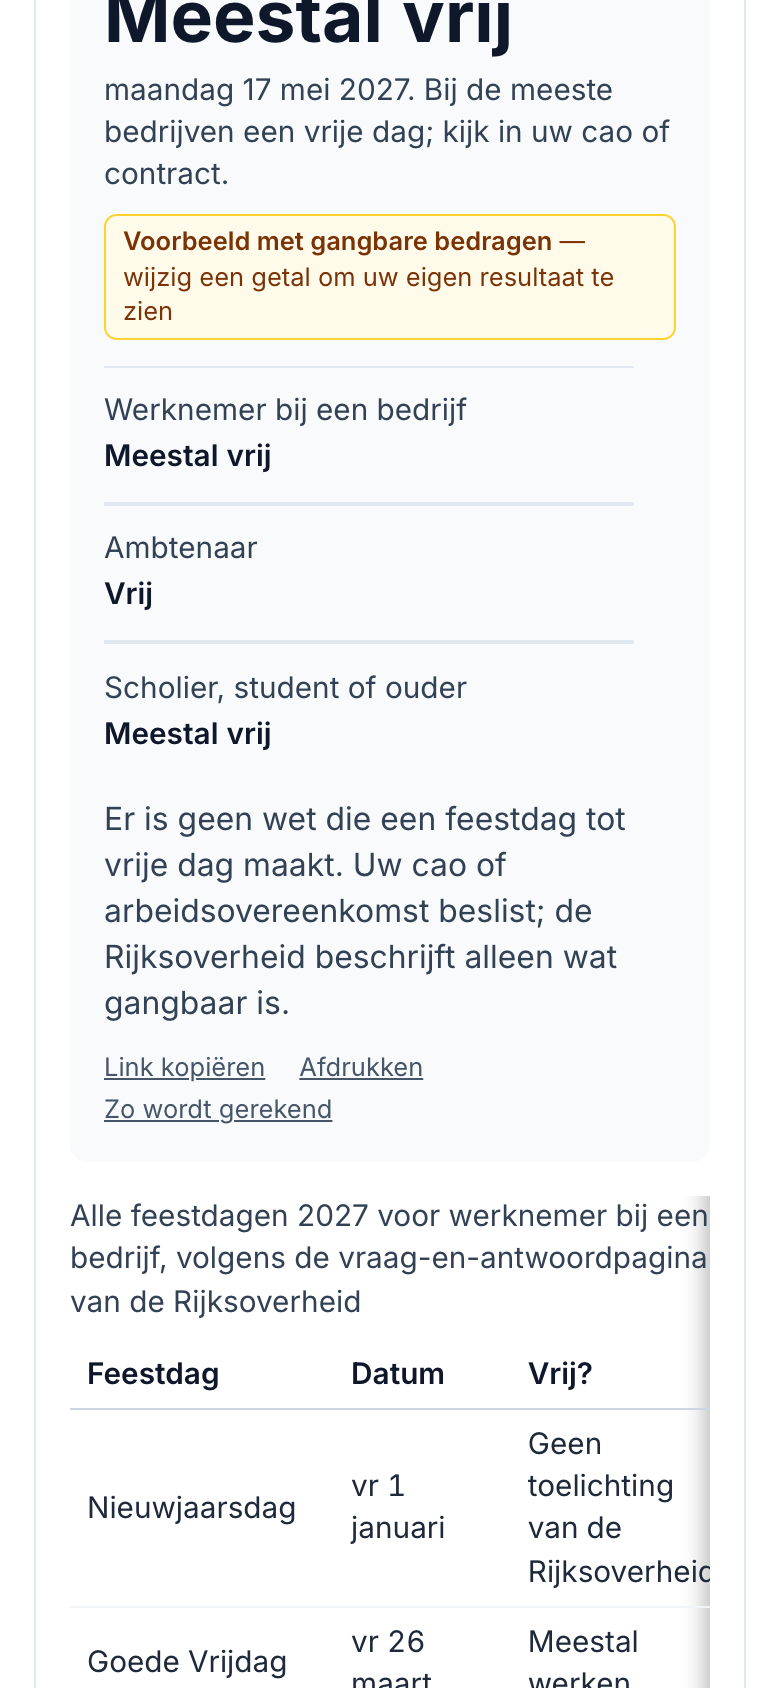 Meestal vrij
maandag 17 mei 2027. Bij de meeste
bedrijven een vrije dag; kijk in uw cao of
contract.
Voorbeeld met gangbare bedragen —
wijzig een getal om uw eigen resultaat te
zien
Werknemer bij een bedrijf
Meestal vrij
Ambtenaar
Vrij
Scholier, student of ouder
Meestal vrij
Er is geen wet die een feestdag tot
vrije dag maakt. Uw cao of
arbeidsovereenkomst beslist; de
Rijksoverheid beschrijft alleen wat
gangbaar is.
Link kopiëren Afdrukken
Zo wordt gerekend
Alle feestdagen 2027 voor werknemer bij een
bedrijf, volgens de vraag-en-antwoordpagina
van de Rijksoverheid
Feestdag Datum Vrij?
Nieuwjaarsdag
vr 1
januari
Geen
toelichting
van de
Rijksoverheid
Goede Vrijdag
vr 26
maart
Meestal
werken